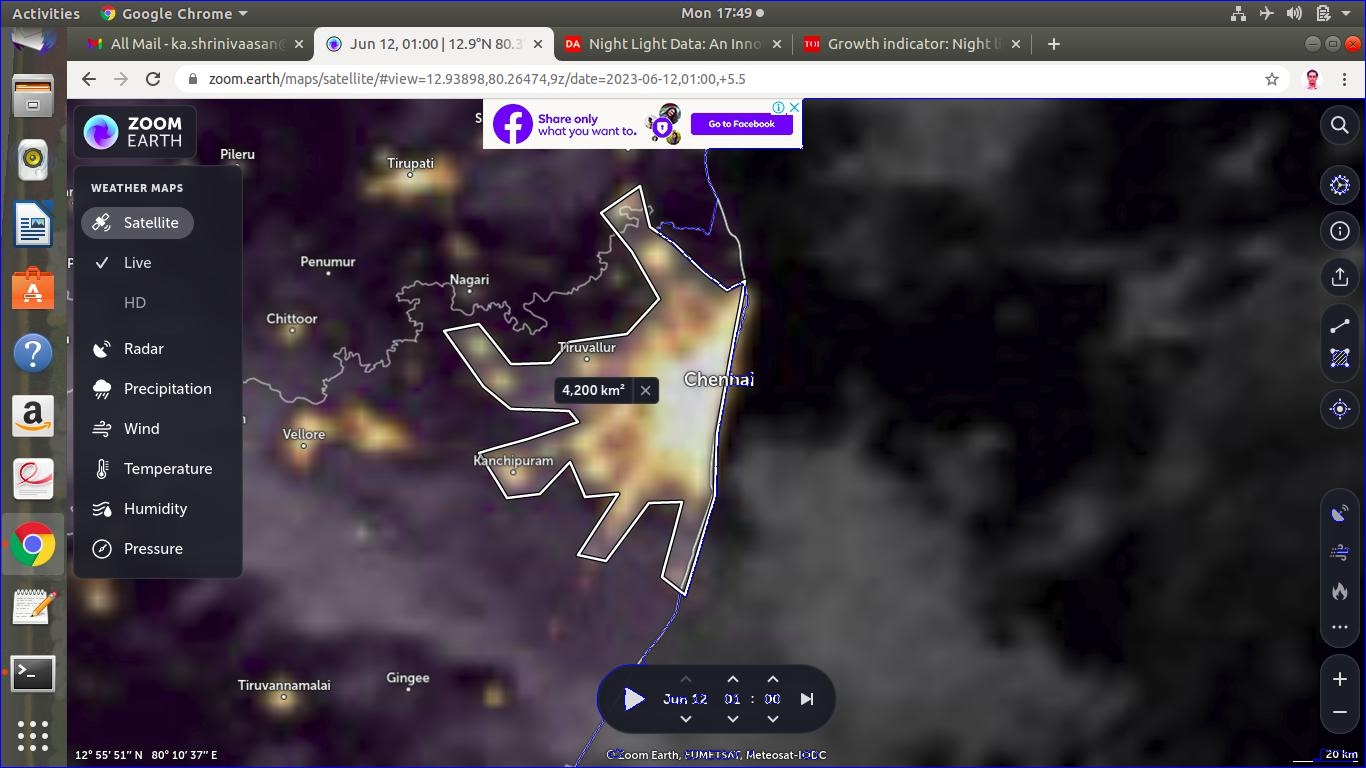 Activities Google Chrome Mon 17:49
All Mail - ka.shrinivaasan@ Jun 12, 01:00 | 12.9°N 80.3° Night Light Data: An Inno Growth indicator: Night li
zoom.earth/maps/satellite/#view=12.93898,80.26474,9z/date=2023-06-12,01:00,+5.5
ZOOM
EARTH
Share only
what you want to.
Go to Facebook
WEATHER MAPS
Satellite
Live
HD
Radar
Precipitation
Wind
Temperature
Humidity
Pressure
Pileru
Tirupati
Penumur
Nagari
Chittoor
Tiruvallur
Chennai
4,200 km²
Vellore
Kanchipuram
Tiruvannamalai
Gingee
Jun 12 01 : 00
12° 55' 51" N 80° 10' 37" E
© Zoom Earth, EUMETSAT, Meteosat-IODC
20 km